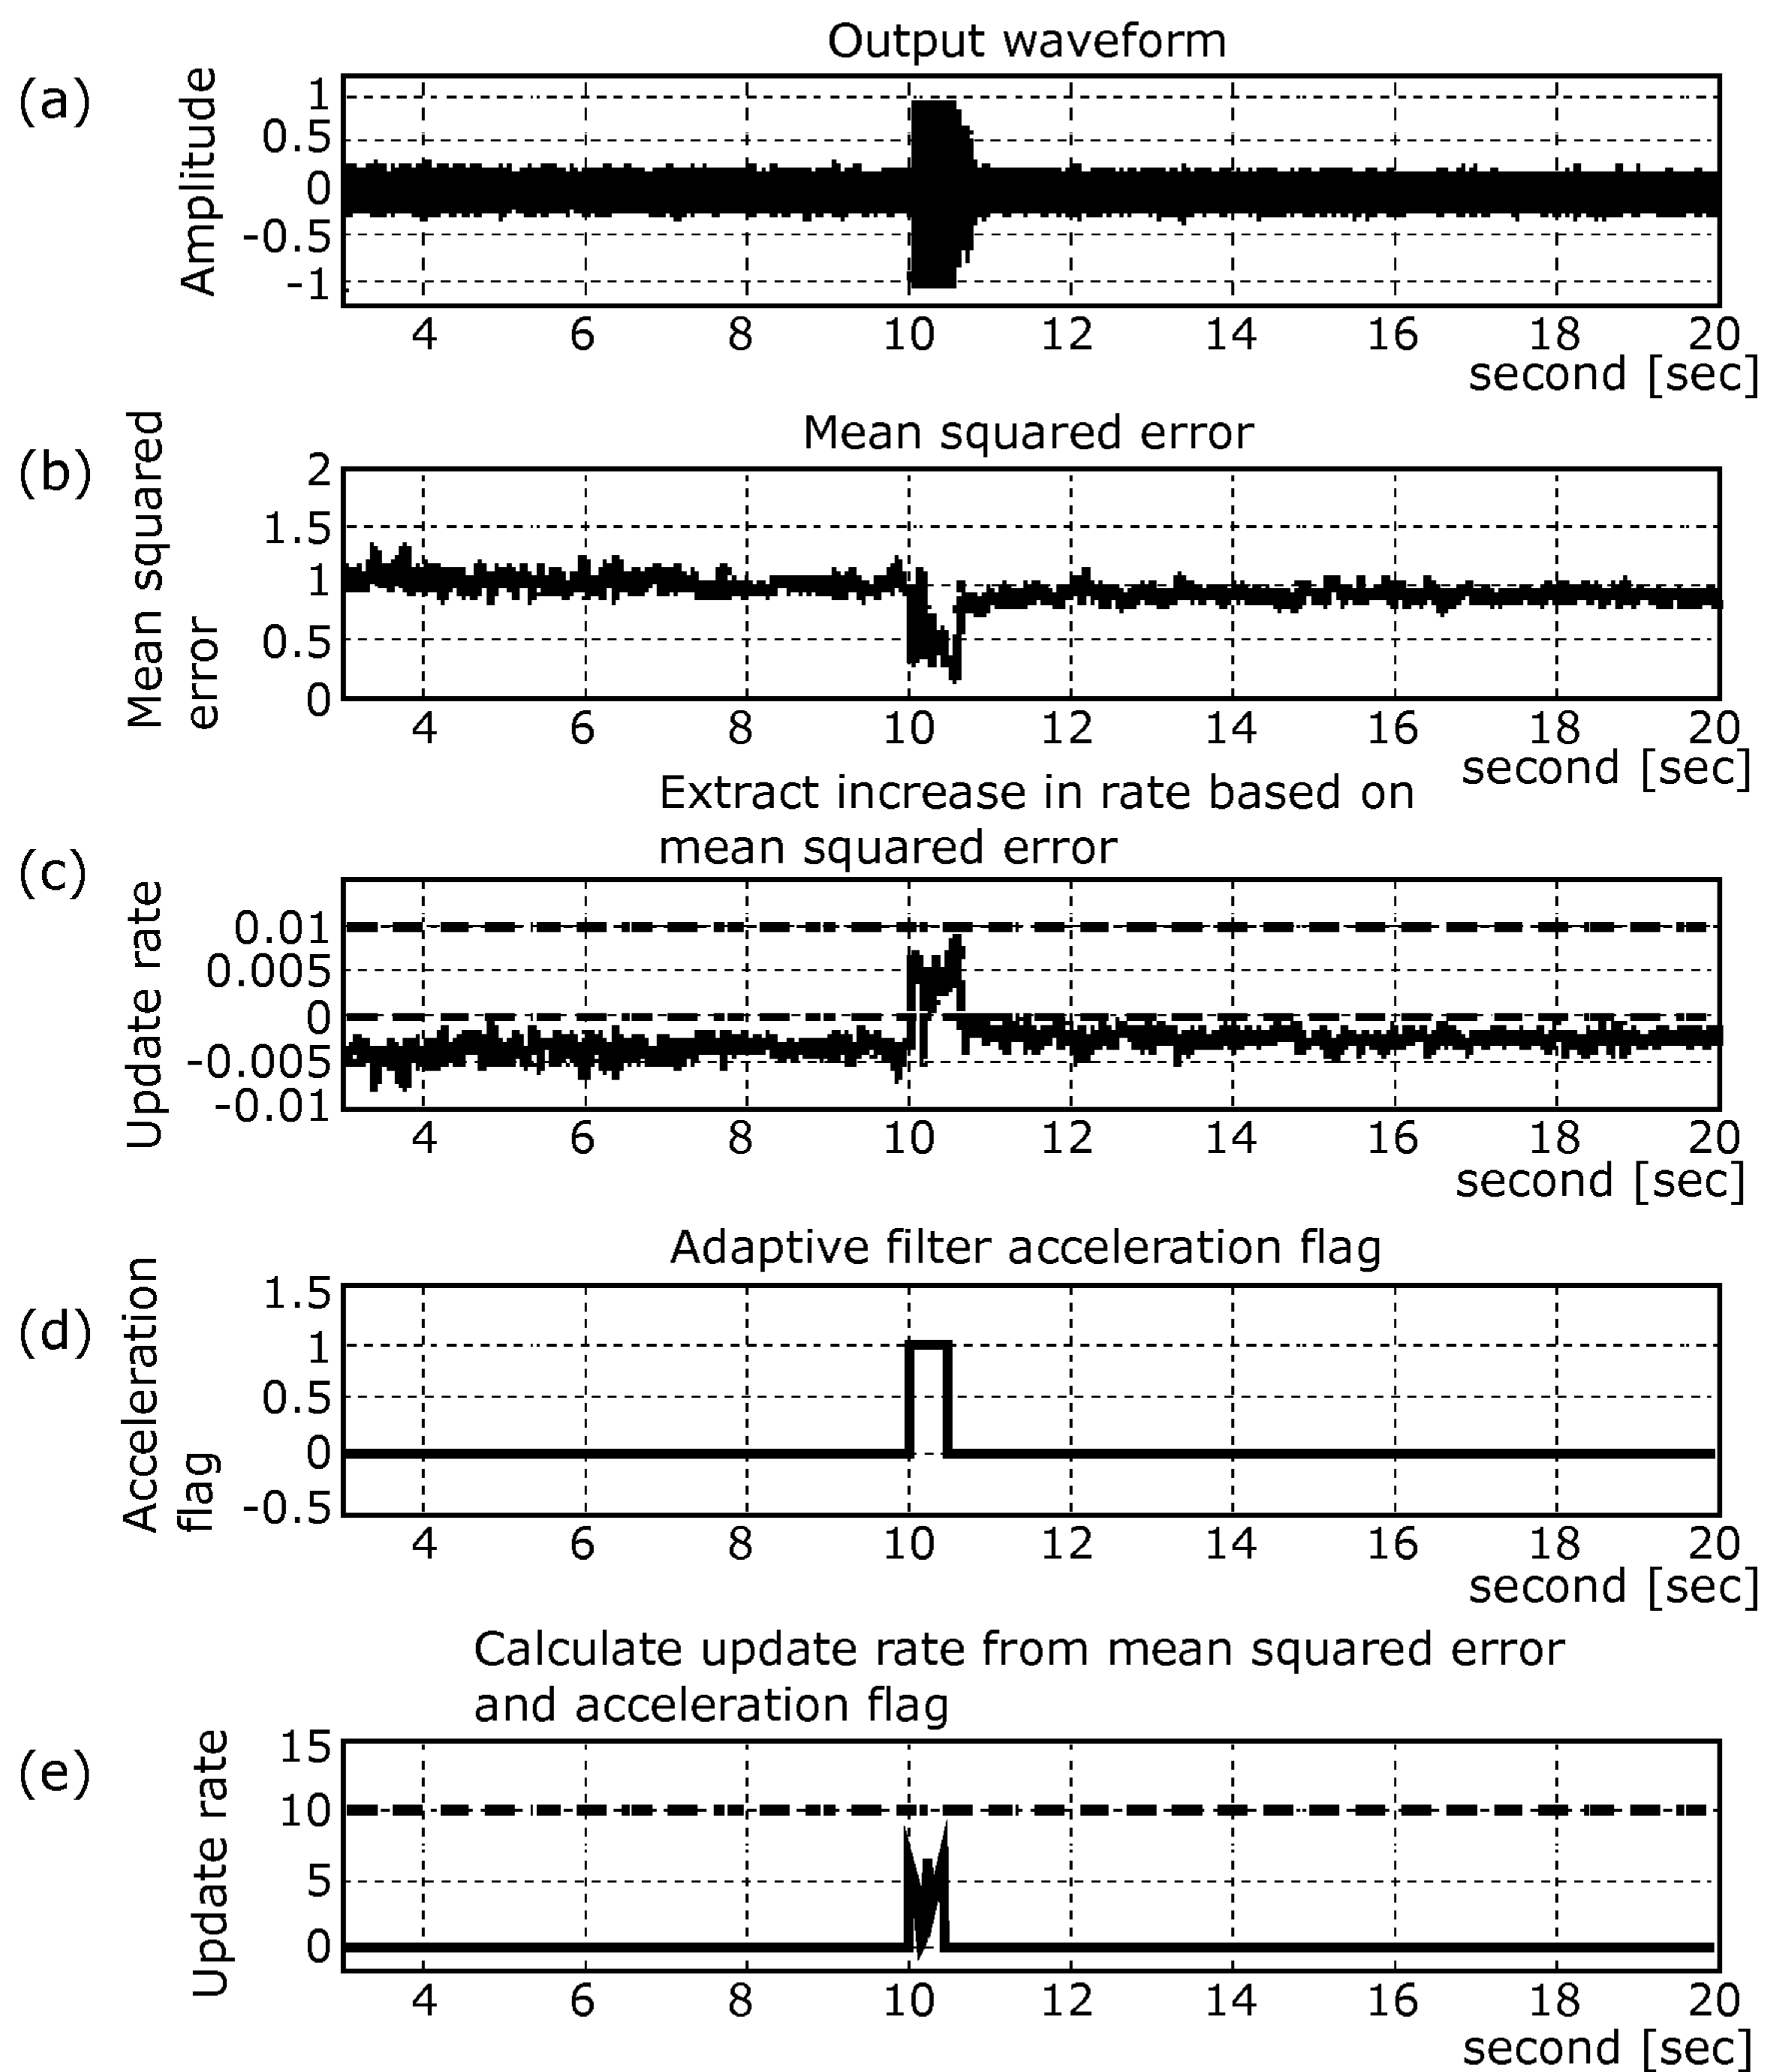 Output waveform
(a)
Amplitude
1
0.5
0
-0.5
-1
4 6 8 10 12 14 16 18 20
second [sec]
Mean squared error
(b)
Mean squared
error
2
1.5
1
0.5
0
4 6 8 10 12 14 16 18 20
second [sec]
Extract increase in rate based on
mean squared error
(c)
Update rate
0.01
0.005
0
-0.005
-0.01
4 6 8 10 12 14 16 18 20
second [sec]
Adaptive filter acceleration flag
(d)
Acceleration
flag
1.5
1
0.5
0
-0.5
4 6 8 10 12 14 16 18 20
second [sec]
Calculate update rate from mean squared error
and acceleration flag
(e)
Update rate
15
10
5
0
4 6 8 10 12 14 16 18 20
second [sec]